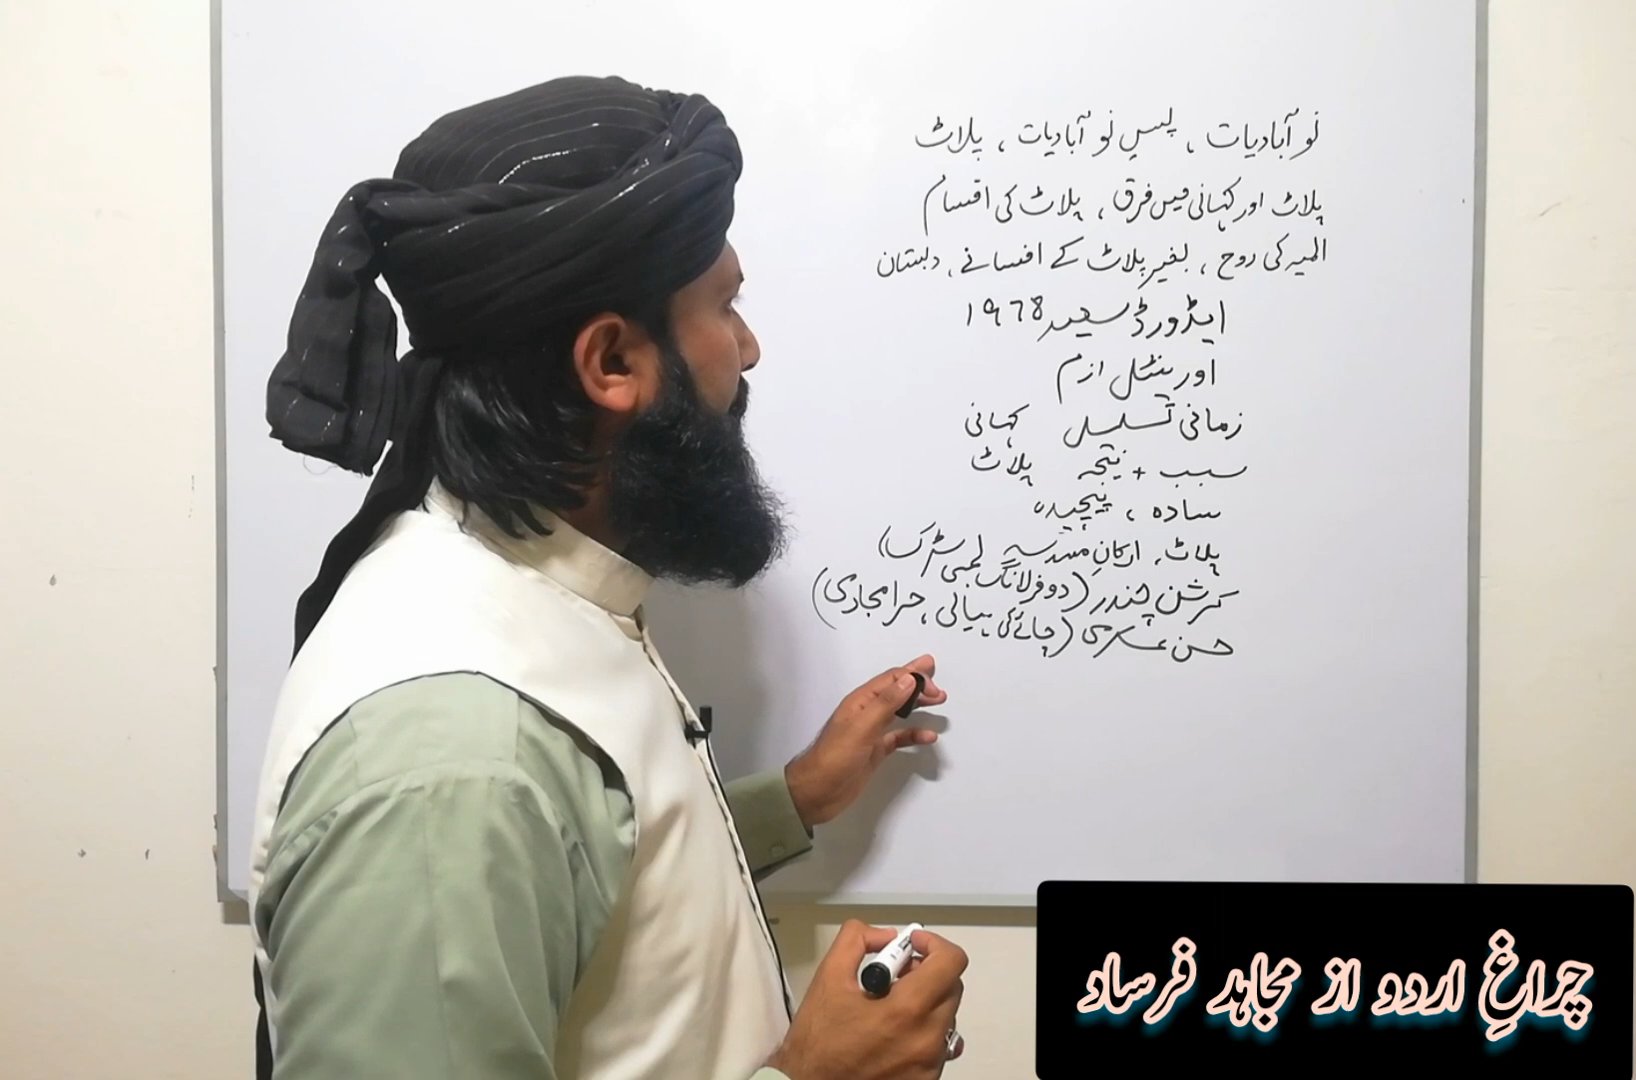 نو آبادیات ، پسِ نو آبادیات ، پلاٹ
پلاٹ اور کہانی میں فرق ، پلاٹ کی اقسام
المیہ کی روح ، بغیر پلاٹ کے افسانے ، دبستان
ایڈورڈ سعید ۱۹۷۸
اورینٹل ازم
زمانی تسلسل کہانی
سبب + نتیجہ پلاٹ
سادہ ، پیچیدہ
پلاٹ، ارکانِ مسدسیہ
کرشن چندر (دو فرلانگ لمبی سڑک)
حسن عسکری (چائے کی پیالی ، حرامجادی)
چراغِ اردو از مجاہد فرساد